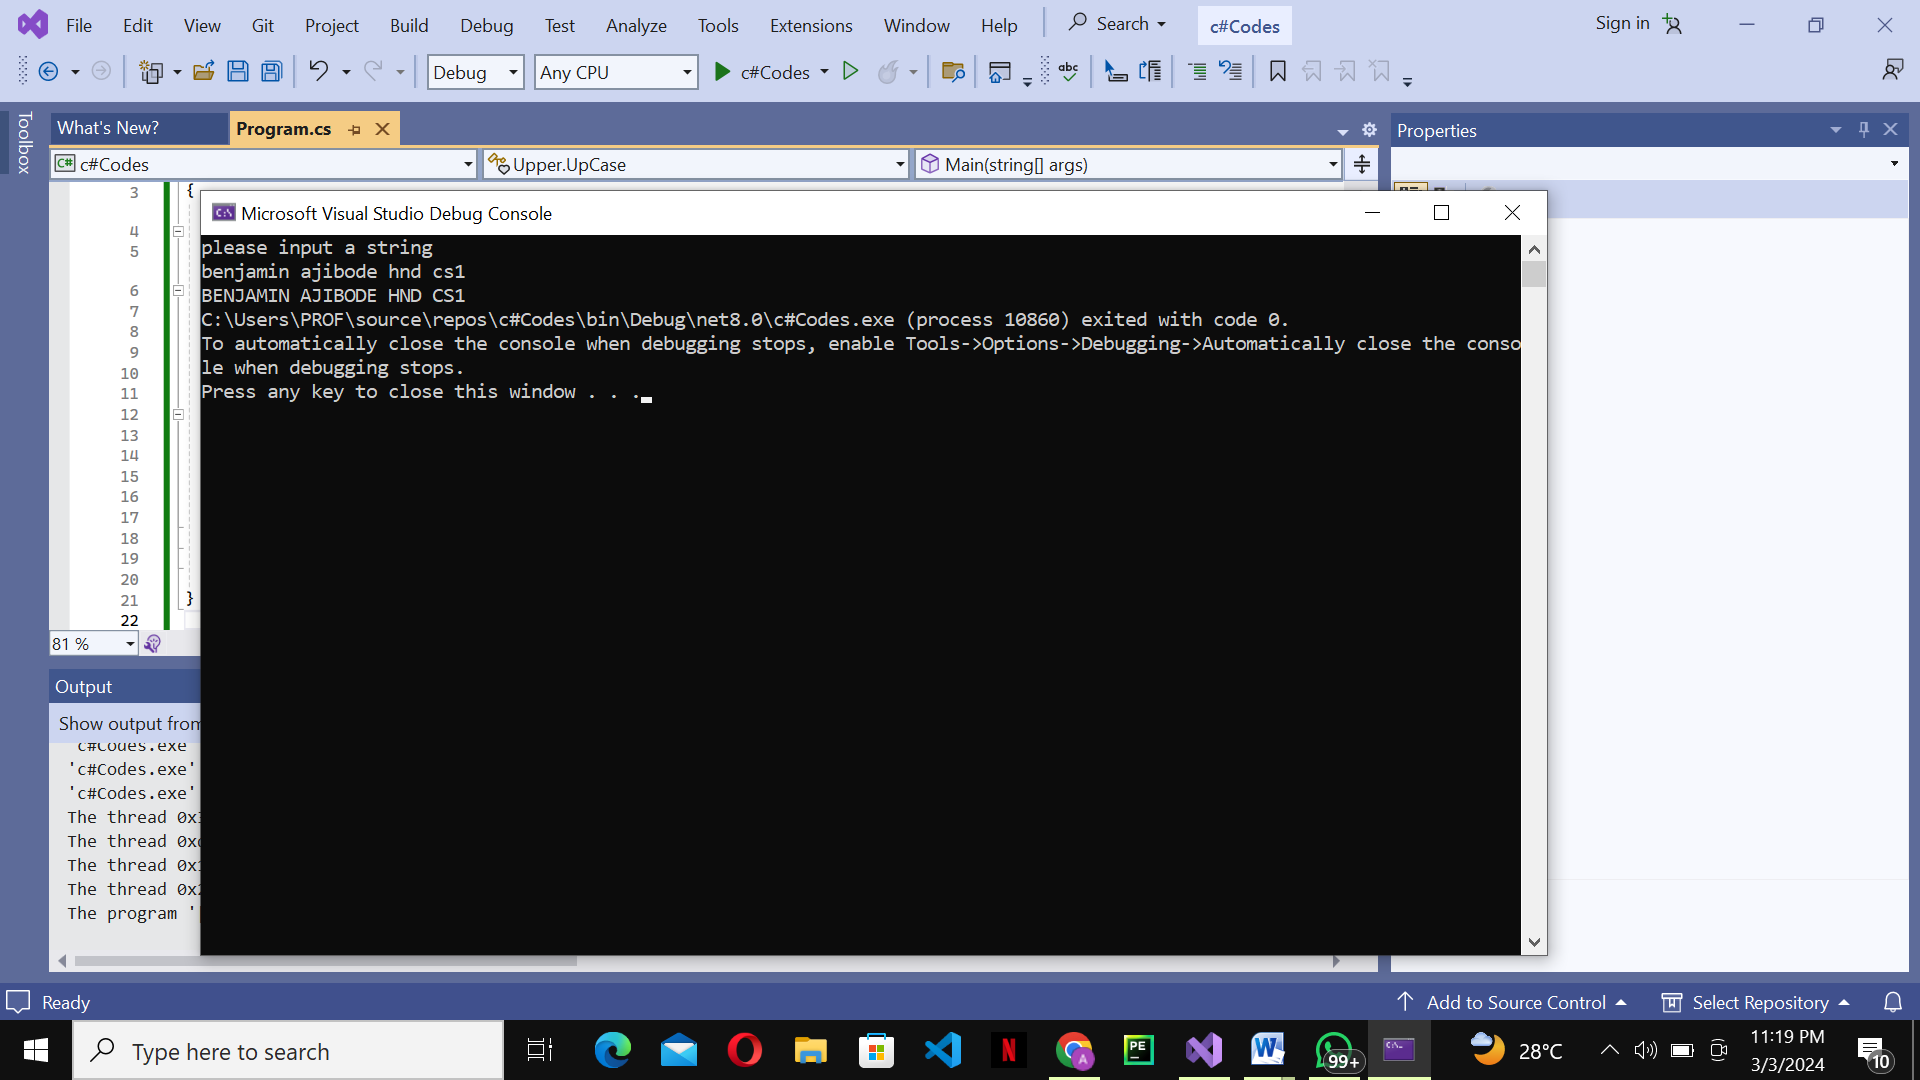 File Edit View Git Project Build Debug Test Analyze Tools Extensions Window Help Search c#Codes Sign in
Debug Any CPU c#Codes abc
Toolbox
What's New? Program.cs Properties
C# c#Codes Upper.UpCase Main(string[] args)
3 {
Microsoft Visual Studio Debug Console
please input a string
benjamin ajibode hnd cs1
BENJAMIN AJIBODE HND CS1
C:\Users\PROF\source\repos\c#Codes\bin\Debug\net8.0\c#Codes.exe (process 10860) exited with code 0.
To automatically close the console when debugging stops, enable Tools->Options->Debugging->Automatically close the conso
le when debugging stops.
Press any key to close this window . . .
4
5
6
7
8
9
10
11
12
13
14
15
16
17
18
19
20
21 }
22
81 %
Output
Show output from
'c#Codes.exe'
'c#Codes.exe'
'c#Codes.exe'
The thread
The thread
The thread
The thread
The program '
Ready Add to Source Control Select Repository
Type here to search N PE W 99+ 28°C 11:19 PM
3/3/2024 10